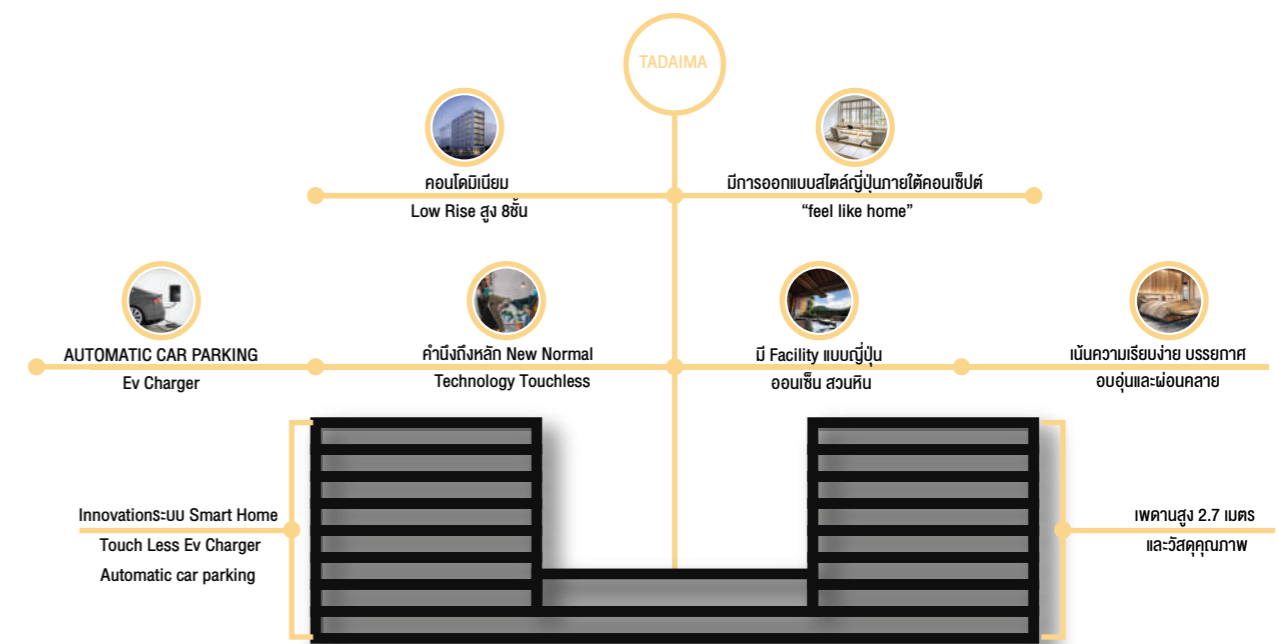 TADAIMA
คอนโดมิเนียม
Low Rise สูง 8ชั้น
มีการออกแบบสไตล์ญี่ปุ่นภายใต้คอนเซ็ปต์
“feel like home”
AUTOMATIC CAR PARKING
Ev Charger
คำนึงถึงหลัก New Normal
Technology Touchless
มี Facility แบบญี่ปุ่น
ออนเซ็น สวนหิน
เน้นความเรียบง่าย บรรยกาศ
อบอุ่นและผ่อนคลาย
Innovationระบบ Smart Home
Touch Less Ev Charger
Automatic car parking
เพดานสูง 2.7 เมตร
และวัสดุคุณภาพ